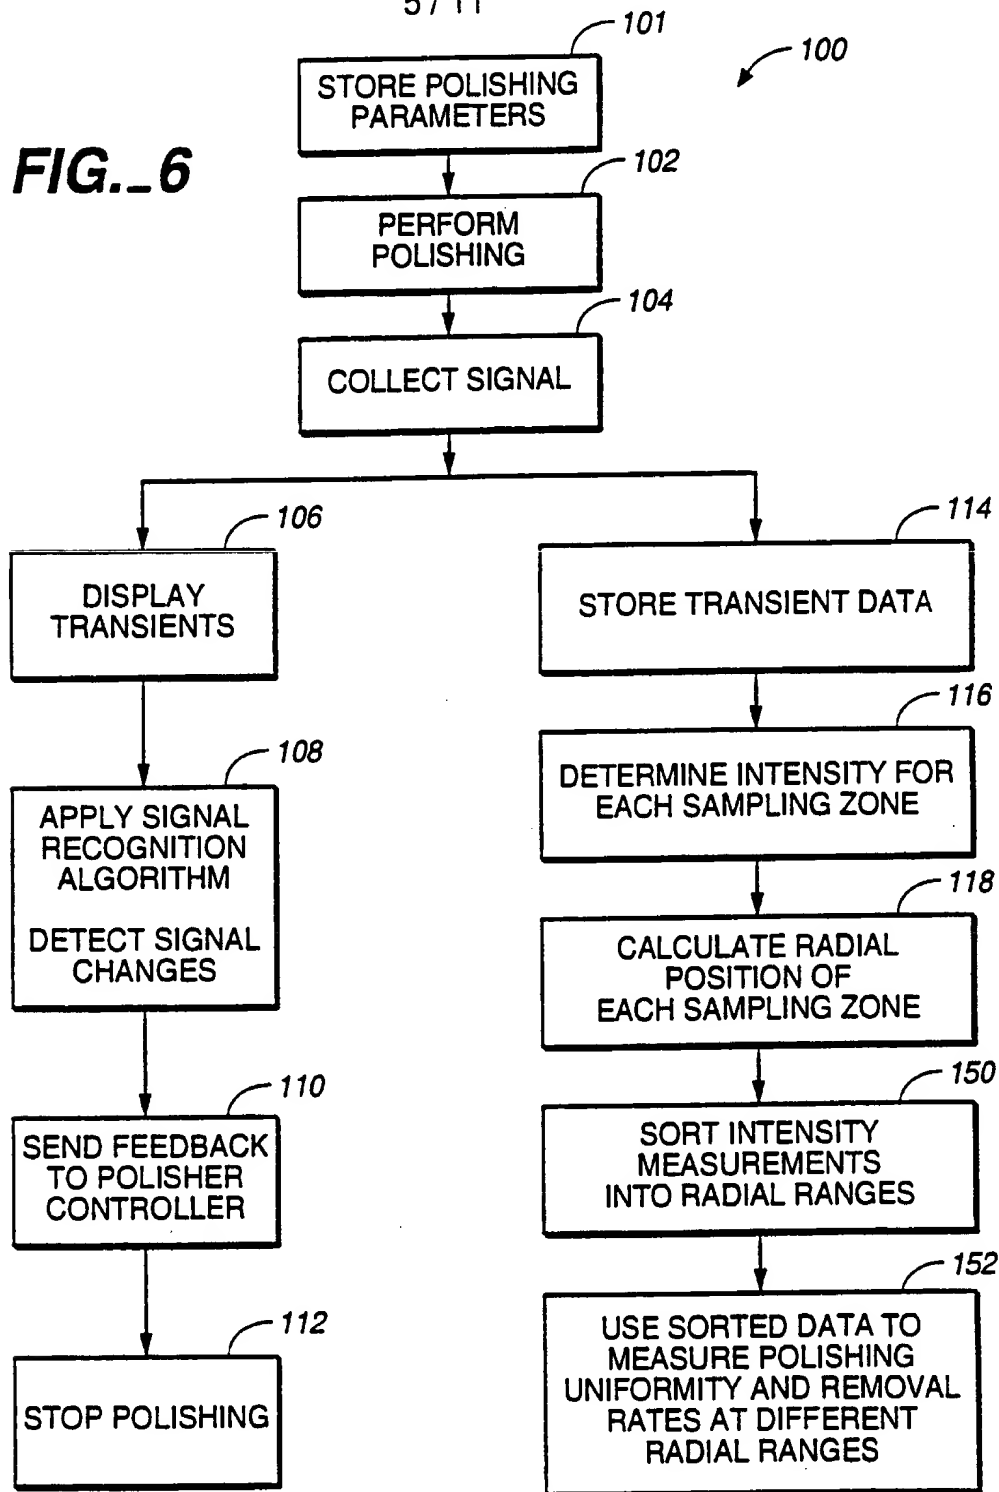 5 / 11
101
100
STORE POLISHING
PARAMETERS
FIG._6
102
PERFORM
POLISHING
104
COLLECT SIGNAL
106
DISPLAY
TRANSIENTS
108
APPLY SIGNAL
RECOGNITION
ALGORITHM
DETECT SIGNAL
CHANGES
110
SEND FEEDBACK
TO POLISHER
CONTROLLER
112
STOP POLISHING
114
STORE TRANSIENT DATA
116
DETERMINE INTENSITY FOR
EACH SAMPLING ZONE
118
CALCULATE RADIAL
POSITION OF
EACH SAMPLING ZONE
150
SORT INTENSITY
MEASUREMENTS
INTO RADIAL RANGES
152
USE SORTED DATA TO
MEASURE POLISHING
UNIFORMITY AND REMOVAL
RATES AT DIFFERENT
RADIAL RANGES